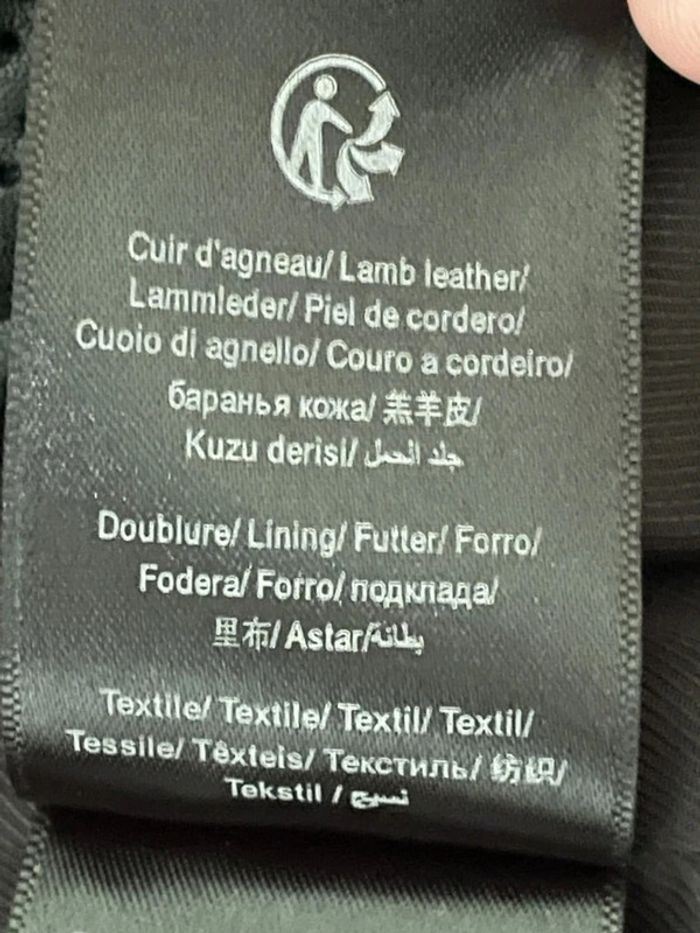 Cuir d'agneau/ Lamb leather/
Lammleder/ Piel de cordero/
Cuoio di agnello/ Couro a cordeiro/
баранья кожа/ 羔羊皮/
Kuzu derisi/ جلد الحمل
Doublure/ Lining/ Futter/ Forro/
Fodera/ Forro/ подклада/
里布/ Astar/بطانة
Textile/ Textile/ Textil/ Textil/
Tessile/ Têxteis/ Текстиль/ 纺织/
Tekstil / نسيج